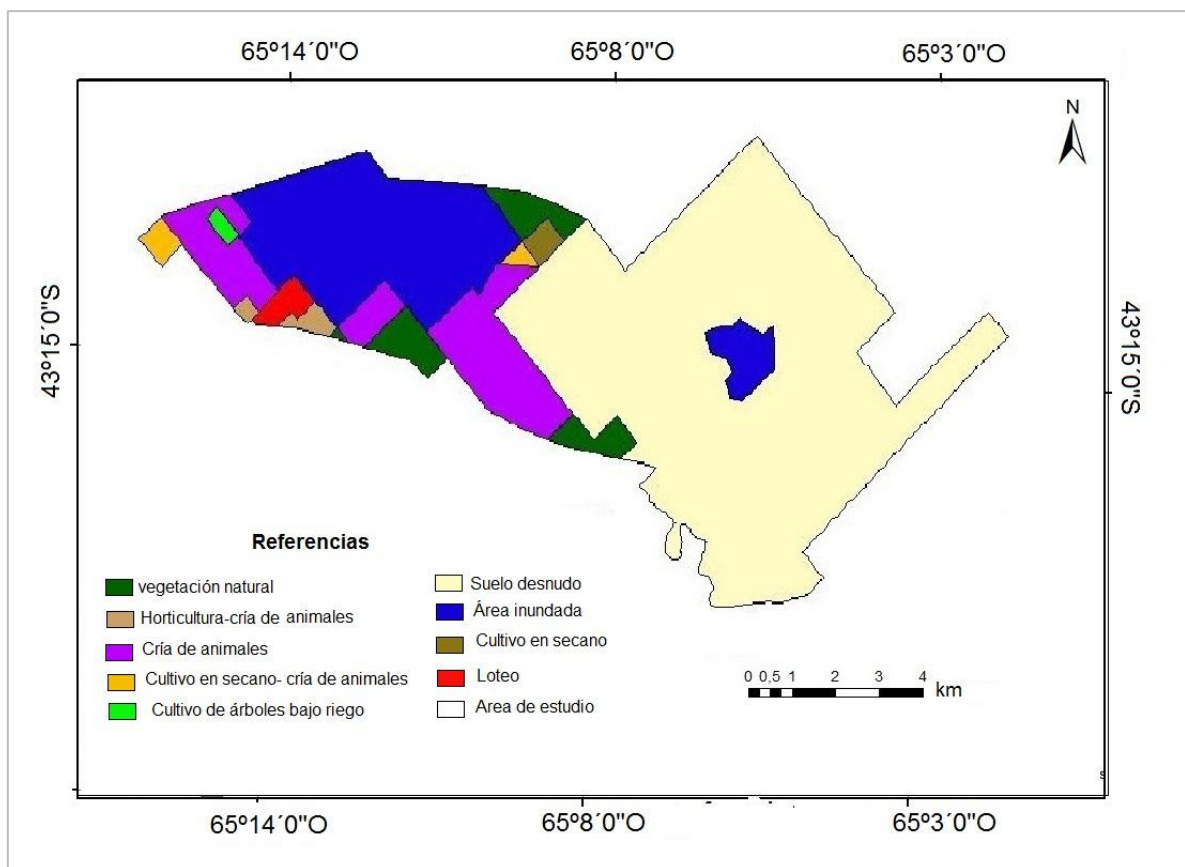 65º14´0"O 65º8´0"O 65º3´0"O
N
43º15´0"S
43º15´0"S
Referencias
vegetación natural
Horticultura-cría de animales
Cría de animales
Cultivo en secano- cría de animales
Cultivo de árboles bajo riego
Suelo desnudo
Área inundada
Cultivo en secano
Loteo
Area de estudio
0 0,5 1 2 3 4
km
s
65º14´0"O 65º8´0"O 65º3´0"O